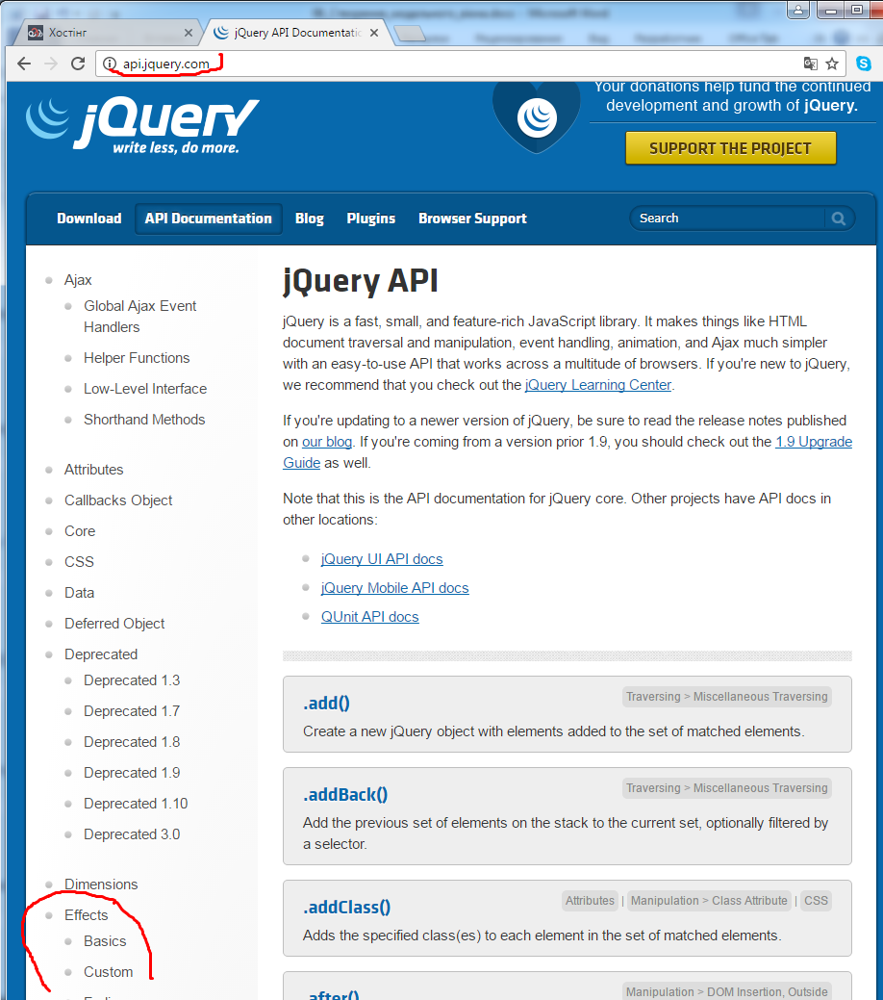 Хостінг
jQuery API Documentatio
api.jquery.com
jQuery
write less, do more.
Your donations help fund the continued
development and growth of jQuery.
SUPPORT THE PROJECT
Download
API Documentation
Blog
Plugins
Browser Support
Search
Ajax
Global Ajax Event
Handlers
Helper Functions
Low-Level Interface
Shorthand Methods
Attributes
Callbacks Object
Core
CSS
Data
Deferred Object
Deprecated
Deprecated 1.3
Deprecated 1.7
Deprecated 1.8
Deprecated 1.9
Deprecated 1.10
Deprecated 3.0
Dimensions
Effects
Basics
Custom
jQuery API
jQuery is a fast, small, and feature-rich JavaScript library. It makes things like HTML
document traversal and manipulation, event handling, animation, and Ajax much simpler
with an easy-to-use API that works across a multitude of browsers. If you're new to jQuery,
we recommend that you check out the jQuery Learning Center.
If you're updating to a newer version of jQuery, be sure to read the release notes published
on our blog. If you're coming from a version prior 1.9, you should check out the 1.9 Upgrade
Guide as well.
Note that this is the API documentation for jQuery core. Other projects have API docs in
other locations:
jQuery UI API docs
jQuery Mobile API docs
QUnit API docs
.add()
Traversing > Miscellaneous Traversing
Create a new jQuery object with elements added to the set of matched elements.
.addBack()
Traversing > Miscellaneous Traversing
Add the previous set of elements on the stack to the current set, optionally filtered by
a selector.
.addClass()
Attributes | Manipulation > Class Attribute | CSS
Adds the specified class(es) to each element in the set of matched elements.
.after()
Manipulation > DOM Insertion, Outside